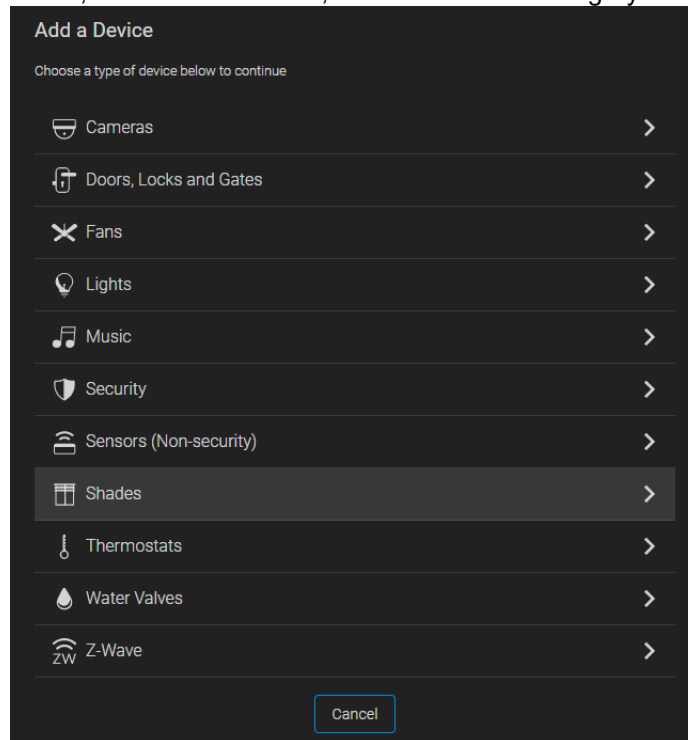 Add a Device
Choose a type of device below to continue
Cameras
Doors, Locks and Gates
Fans
Lights
Music
Security
Sensors (Non-security)
Shades
Thermostats
Water Valves
ZW Z-Wave
Cancel